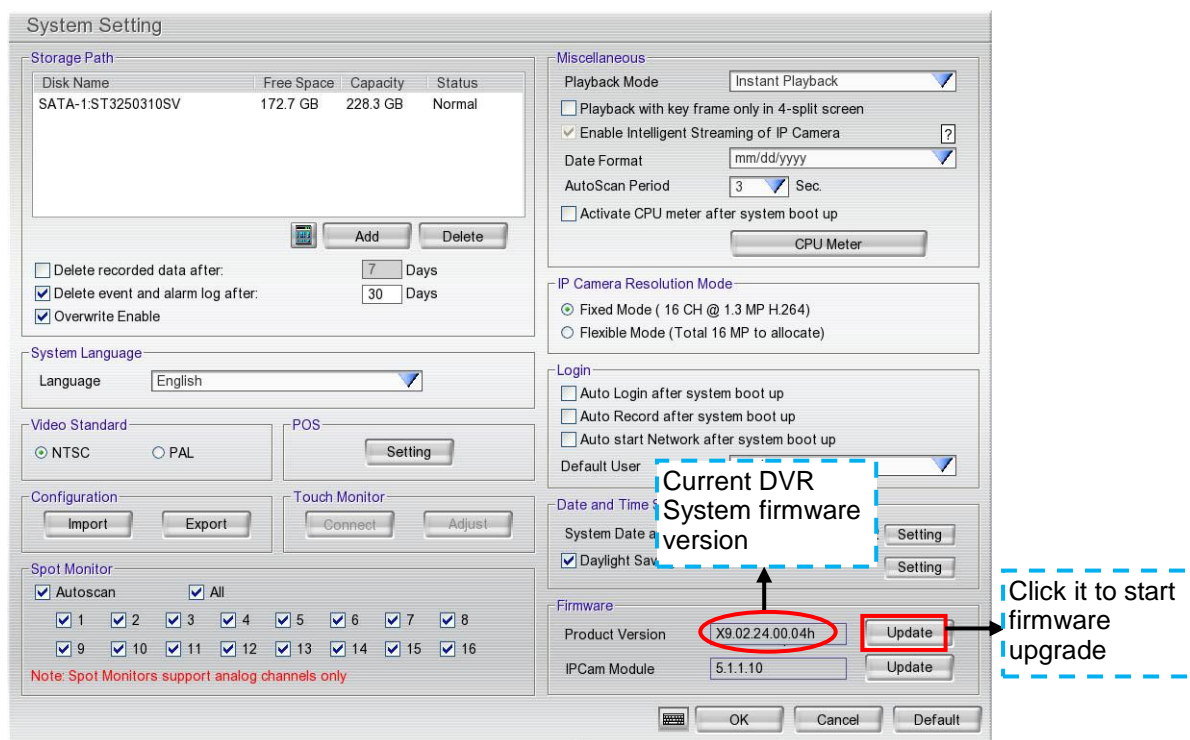 System Setting
Storage Path
Disk Name Free Space Capacity Status
SATA-1:ST3250310SV 172.7 GB 228.3 GB Normal
Add Delete
Delete recorded data after: 7 Days
Delete event and alarm log after: 30 Days
Overwrite Enable
System Language
Language English
Video Standard
NTSC PAL
POS
Setting
Configuration
Import Export
Touch Monitor
Connect Adjust
Spot Monitor
Autoscan All
1 2 3 4 5 6 7 8
9 10 11 12 13 14 15 16
Note: Spot Monitors support analog channels only
Miscellaneous
Playback Mode Instant Playback
Playback with key frame only in 4-split screen
Enable Intelligent Streaming of IP Camera ?
Date Format mm/dd/yyyy
AutoScan Period 3 Sec.
Activate CPU meter after system boot up
CPU Meter
IP Camera Resolution Mode
Fixed Mode ( 16 CH @ 1.3 MP H.264)
Flexible Mode (Total 16 MP to allocate)
Login
Auto Login after system boot up
Auto Record after system boot up
Auto start Network after system boot up
Default User
Current DVR
System firmware
version
Date and Time
System Date Setting
Daylight Setting
Firmware
Product Version X9.02.24.00.04h Update
IPCam Module 5.1.1.10 Update
Click it to start
firmware
upgrade
OK Cancel Default